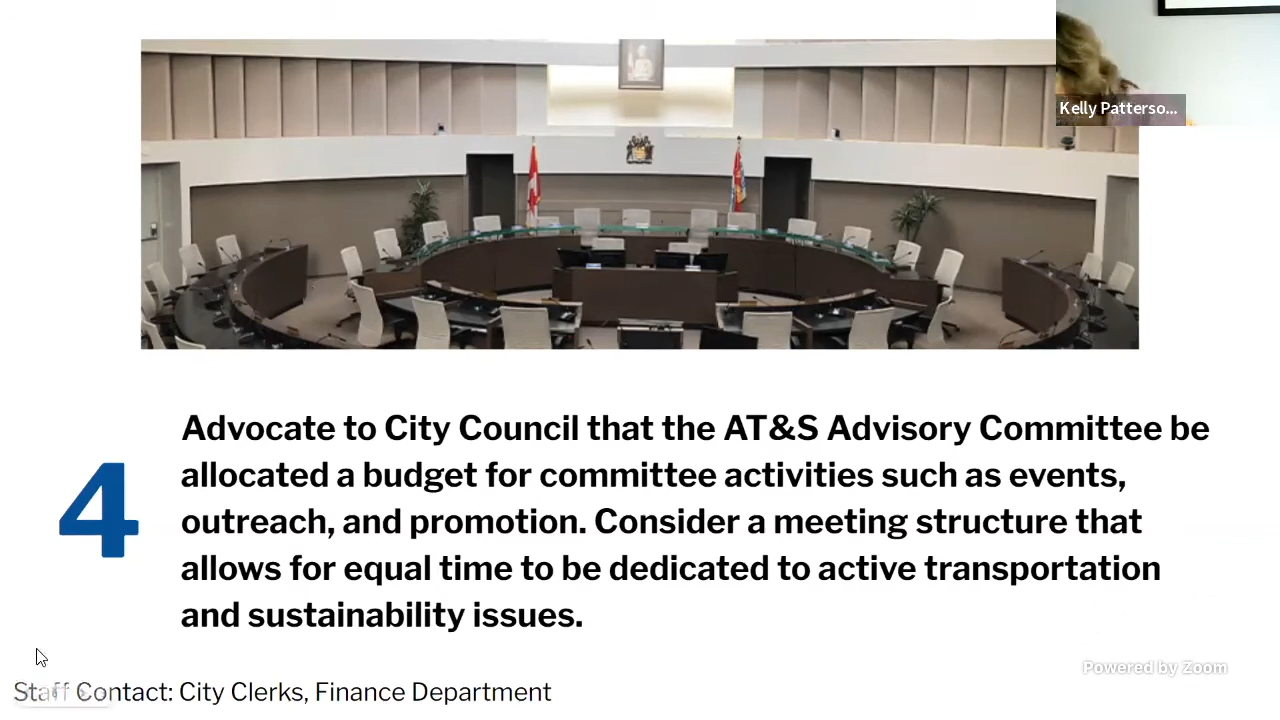 Kelly Patterso...
Advocate to City Council that the AT&S Advisory Committee be
allocated a budget for committee activities such as events,
outreach, and promotion. Consider a meeting structure that
allows for equal time to be dedicated to active transportation
and sustainability issues.
4
Powered by Zoom
Staff Contact: City Clerks, Finance Department